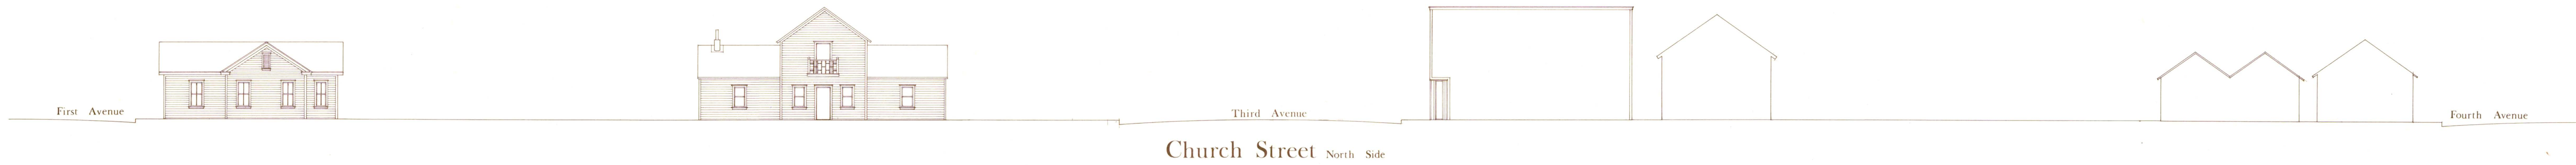 First Avenue
Third Avenue
Fourth Avenue
Church Street North Side